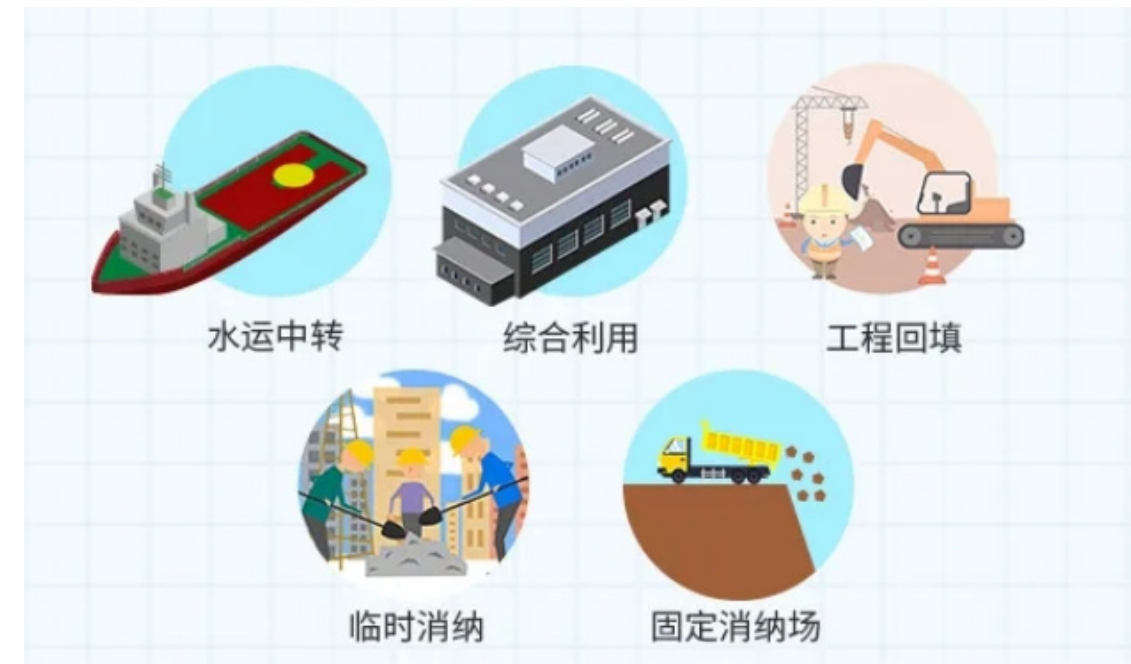 水运中转
综合利用
工程回填
临时消纳
固定消纳场